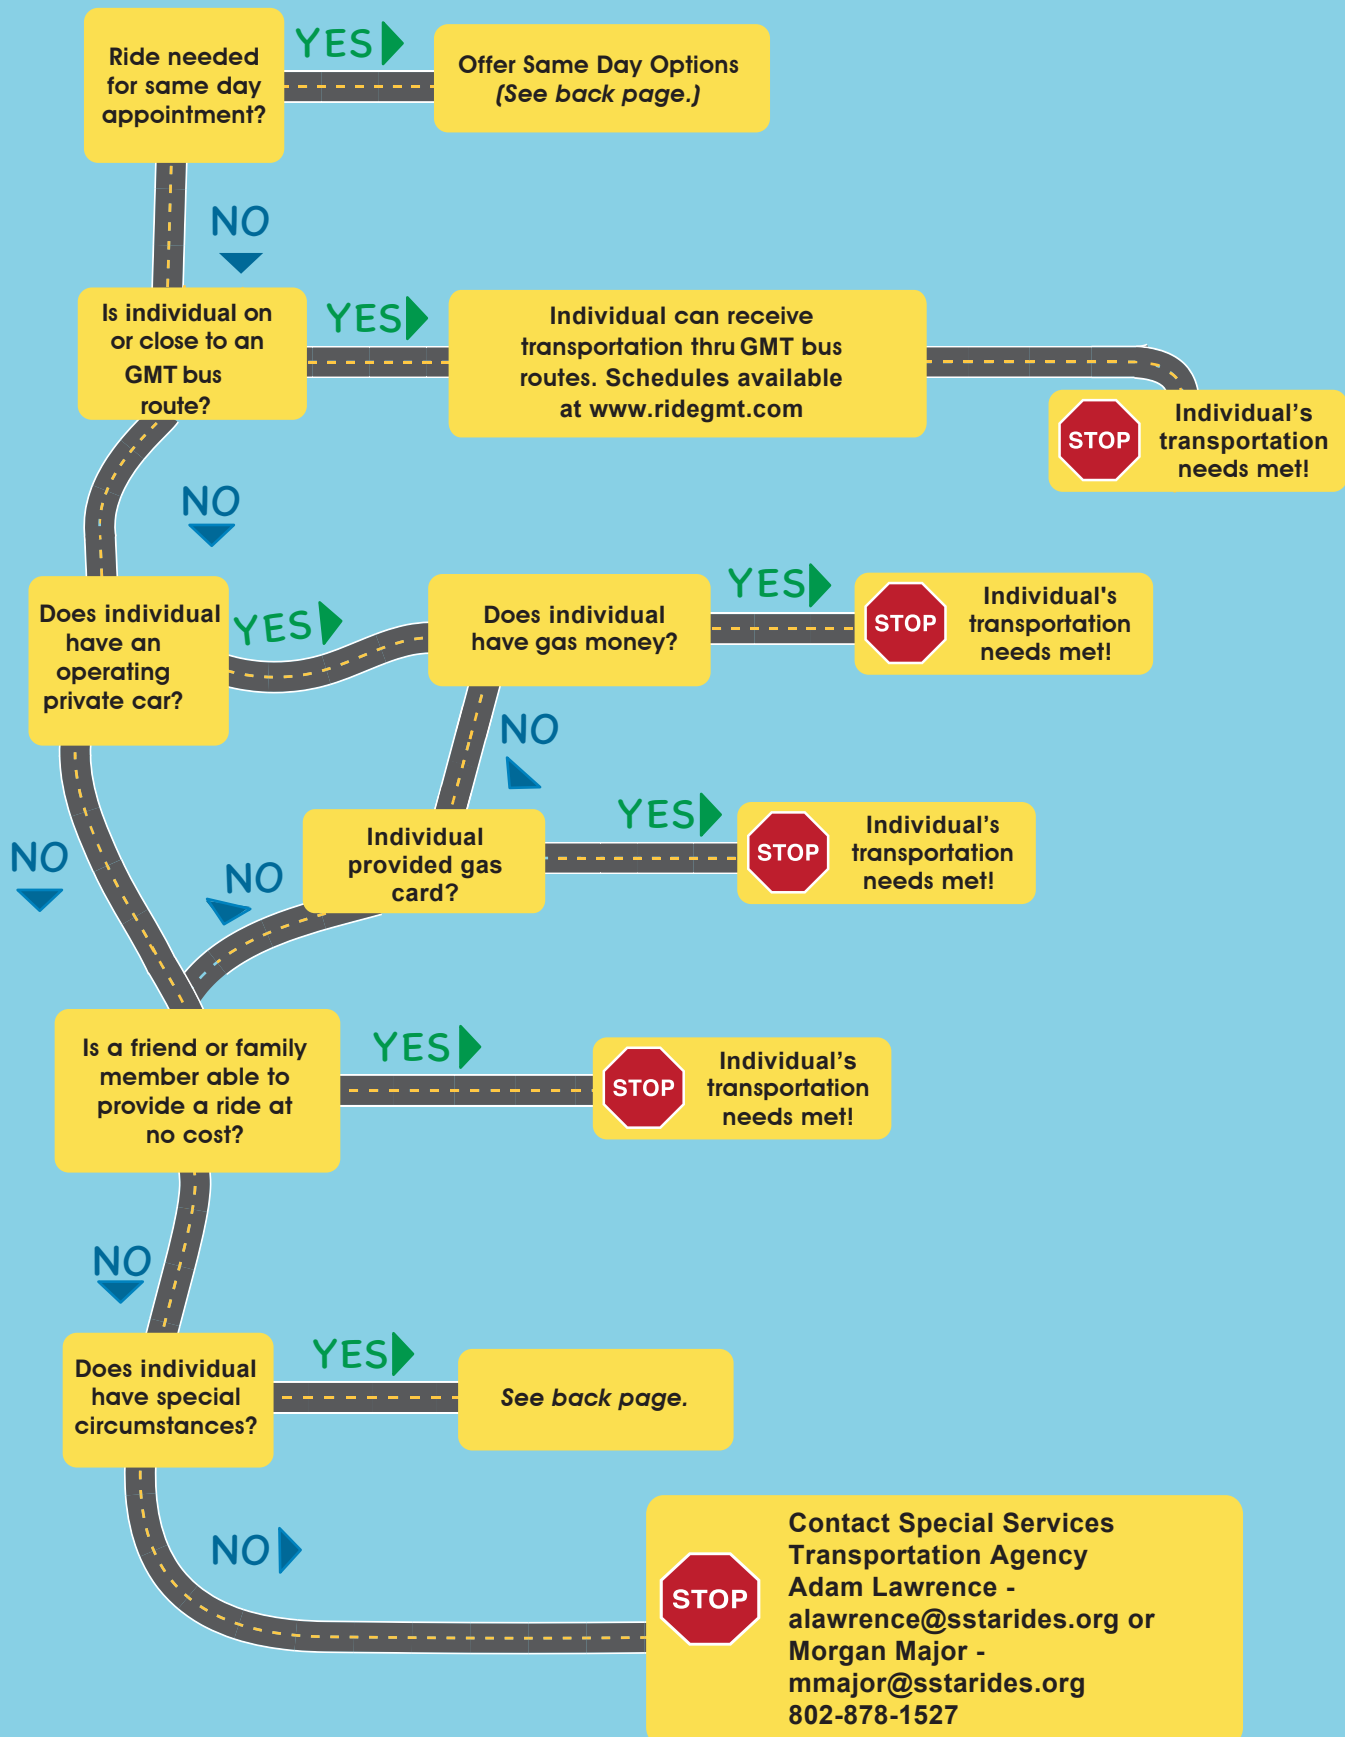 Ride needed
for same day
appointment?
YES
Offer Same Day Options
(See back page.)
NO
Is individual on
or close to an
GMT bus
route?
YES
Individual can receive
transportation thru GMT bus
routes. Schedules available
at www.ridegmt.com
STOP
Individual’s
transportation
needs met!
NO
Does individual
have an
operating
private car?
YES
Does individual
have gas money?
YES
STOP
Individual's
transportation
needs met!
NO
Individual
provided gas
card?
YES
STOP
Individual’s
transportation
needs met!
NO
NO
Is a friend or family
member able to
provide a ride at
no cost?
YES
STOP
Individual’s
transportation
needs met!
NO
Does individual
have special
circumstances?
YES
See back page.
NO
STOP
Contact Special Services
Transportation Agency
Adam Lawrence -
alawrence@sstarides.org or
Morgan Major -
mmajor@sstarides.org
802-878-1527